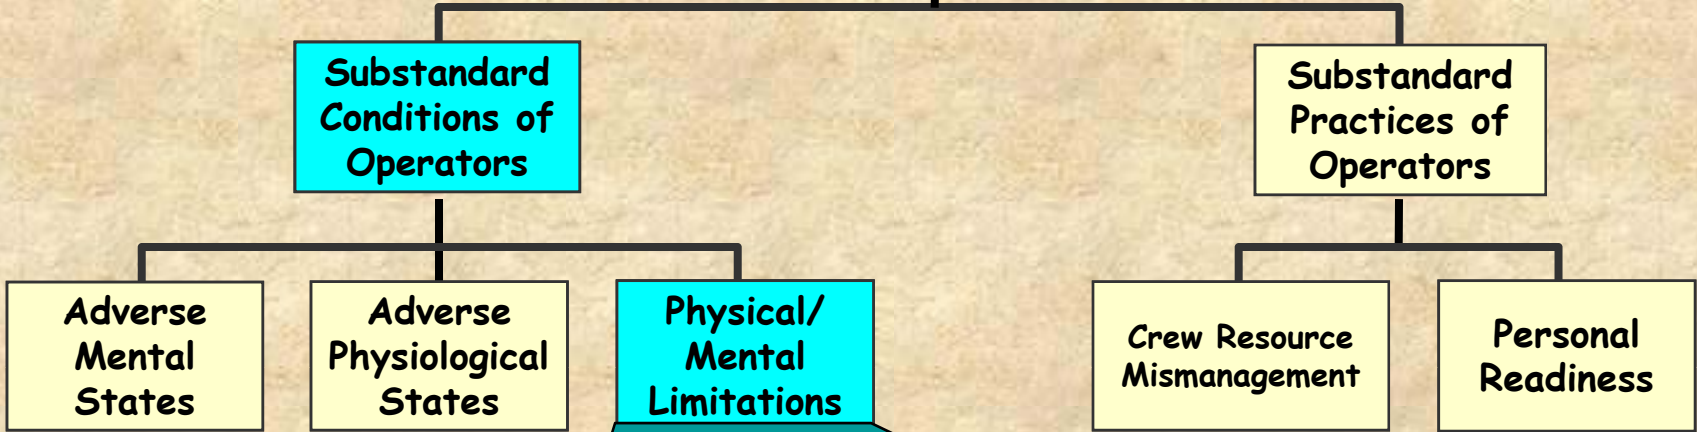 Substandard
Conditions of
Operators
Substandard
Practices of
Operators
Adverse
Mental
States
Adverse
Physiological
States
Physical/
Mental
Limitations
Crew Resource
Mismanagement
Personal
Readiness